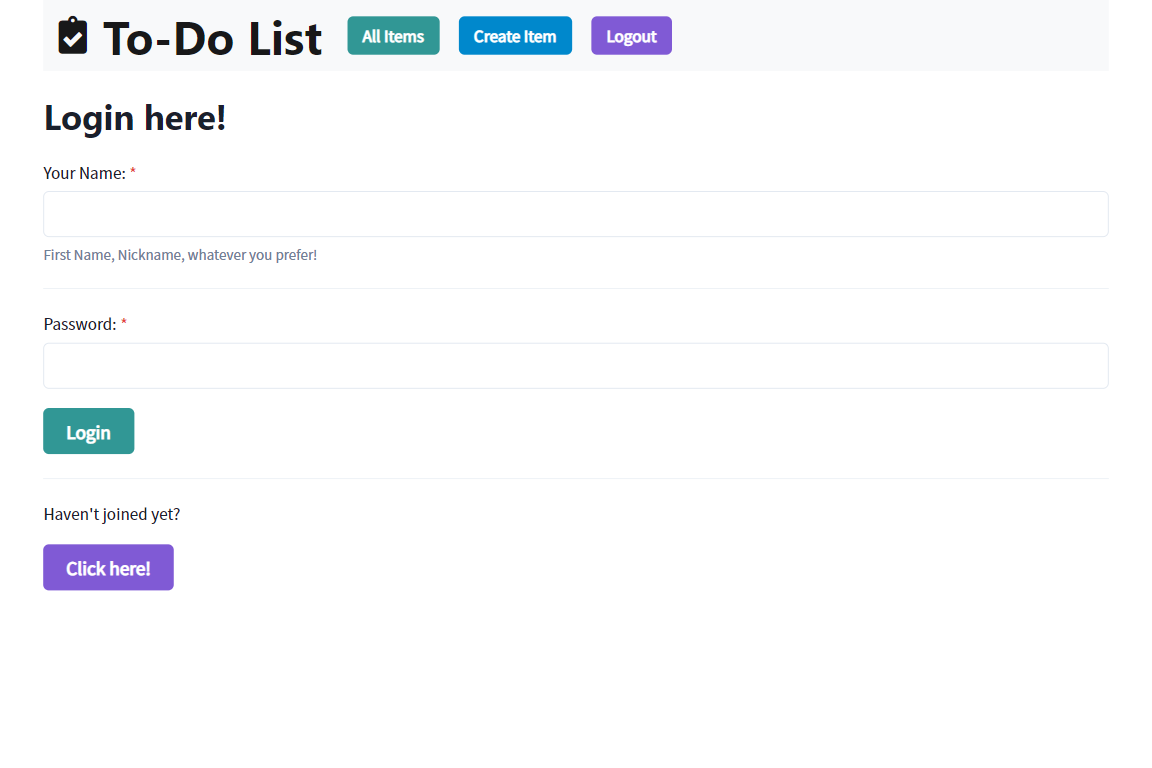 To-Do List All Items Create Item Logout
Login here!
Your Name: *
First Name, Nickname, whatever you prefer!
Password: *
Login
Haven't joined yet?
Click here!